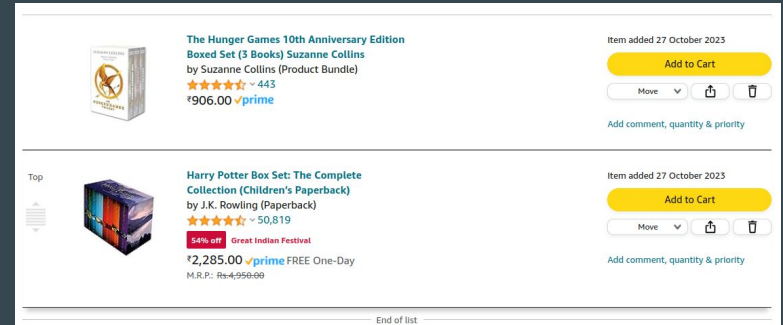 The Hunger Games 10th Anniversary Edition
Boxed Set (3 Books) Suzanne Collins
by Suzanne Collins (Product Bundle)
443
₹906.00 prime
Item added 27 October 2023
Add to Cart
Move
Add comment, quantity & priority
Top
Harry Potter Box Set: The Complete
Collection (Children's Paperback)
by J.K. Rowling (Paperback)
50,819
54% off Great Indian Festival
₹2,285.00 prime FREE One-Day
M.R.P.: Rs.4,950.00
Item added 27 October 2023
Add to Cart
Move
Add comment, quantity & priority
End of list